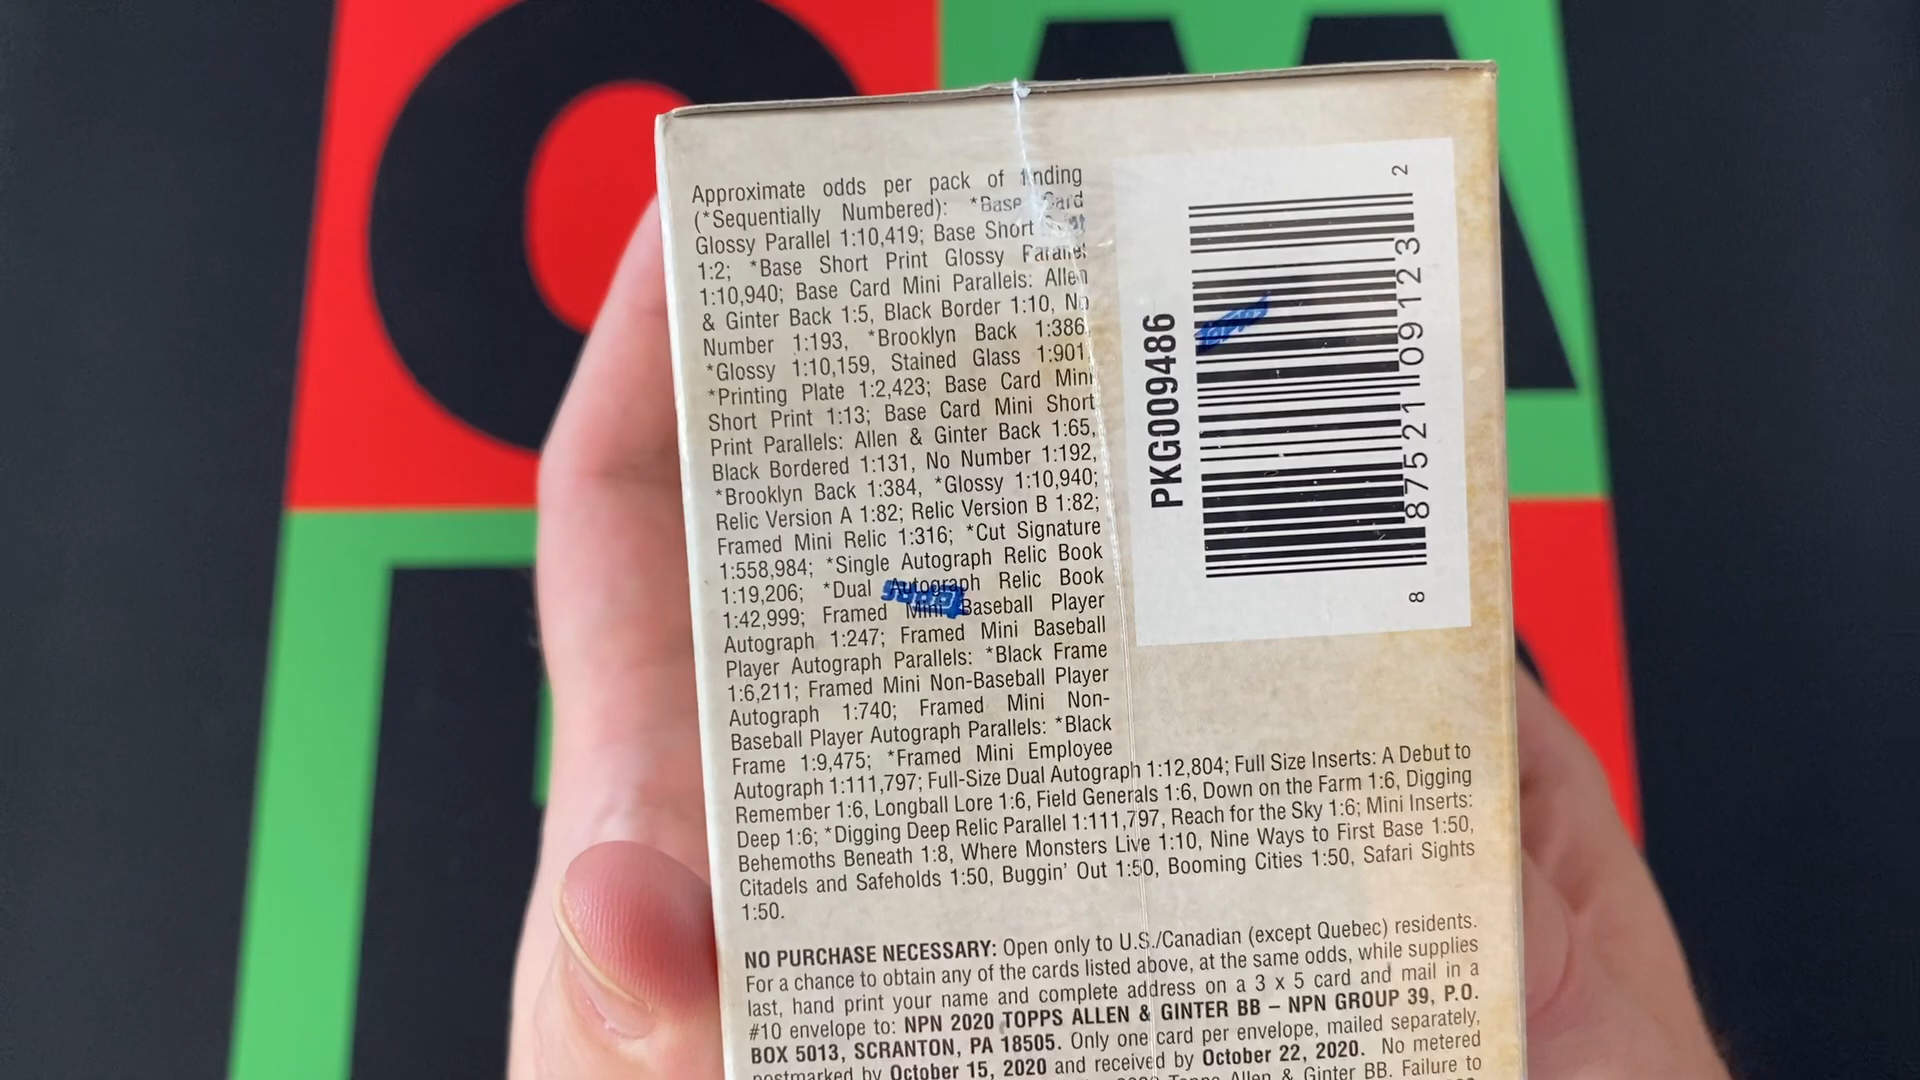 Approximate odds per pack of finding
(*Sequentially Numbered): *Base Card
Glossy Parallel 1:10,419; Base Short
1:2; *Base Short Print Glossy Parallel
1:10,940; Base Card Mini Parallels: Allen
& Ginter Back 1:5, Black Border 1:10, No
Number 1:193, *Brooklyn Back 1:386,
*Glossy 1:10,159, Stained Glass 1:901,
*Printing Plate 1:2,423; Base Card Mini
Short Print 1:13; Base Card Mini Short
Print Parallels: Allen & Ginter Back 1:65,
Black Bordered 1:131, No Number 1:192,
*Brooklyn Back 1:384, *Glossy 1:10,940;
Relic Version A 1:82; Relic Version B 1:82;
Framed Mini Relic 1:316; *Cut Signature
1:558,984; *Single Autograph Relic Book
1:19,206; *Dual Autograph Relic Book
1:42,999; Framed Mini Baseball Player
Autograph 1:247; Framed Mini Baseball
Player Autograph Parallels: *Black Frame
1:6,211; Framed Mini Non-Baseball Player
Autograph 1:740; Framed Mini Non-
Baseball Player Autograph Parallels: *Black
Frame 1:9,475; *Framed Mini Employee
Autograph 1:111,797; Full-Size Dual Autograph 1:12,804; Full Size Inserts: A Debut to
Remember 1:6, Longball Lore 1:6, Field Generals 1:6, Down on the Farm 1:6, Digging
Deep 1:6; *Digging Deep Relic Parallel 1:111,797, Reach for the Sky 1:6; Mini Inserts:
Behemoths Beneath 1:8, Where Monsters Live 1:10, Nine Ways to First Base 1:50,
Citadels and Safeholds 1:50, Buggin' Out 1:50, Booming Cities 1:50, Safari Sights
1:50.
NO PURCHASE NECESSARY: Open only to U.S./Canadian (except Quebec) residents.
For a chance to obtain any of the cards listed above, at the same odds, while supplies
last, hand print your name and complete address on a 3 x 5 card and mail in a
#10 envelope to: NPN 2020 TOPPS ALLEN & GINTER BB – NPN GROUP 39, P.O.
BOX 5013, SCRANTON, PA 18505. Only one card per envelope, mailed separately,
postmarked by October 15, 2020 and received by October 22, 2020. No metered
Topps Allen & Ginter BB. Failure to
PKG009486
8 87521 09123 2